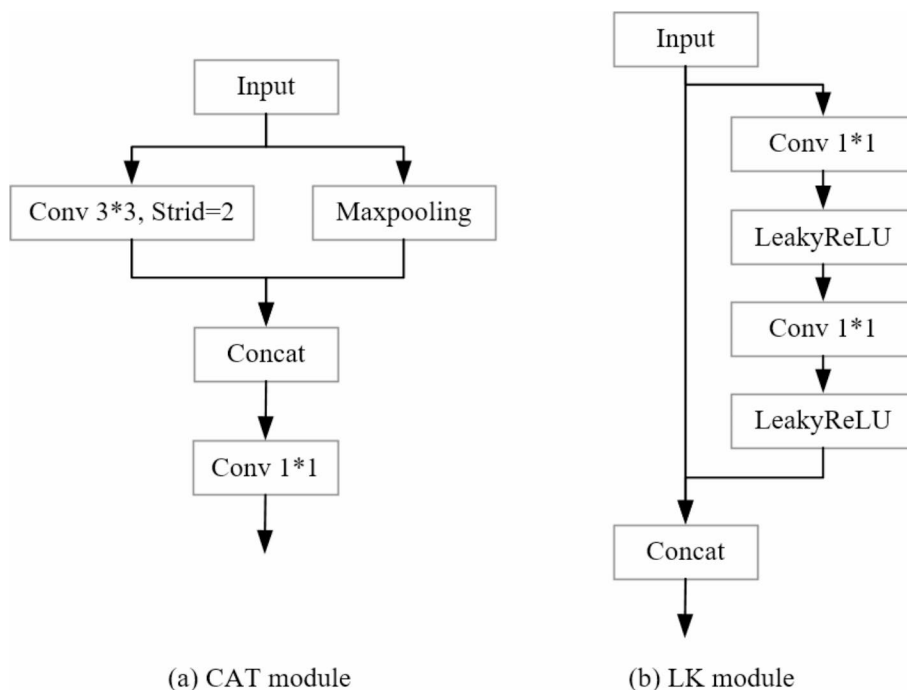 Input
Conv 3*3, Strid=2
Maxpooling
Concat
Conv 1*1
(a) CAT module
Input
Conv 1*1
LeakyReLU
Conv 1*1
LeakyReLU
Concat
(b) LK module